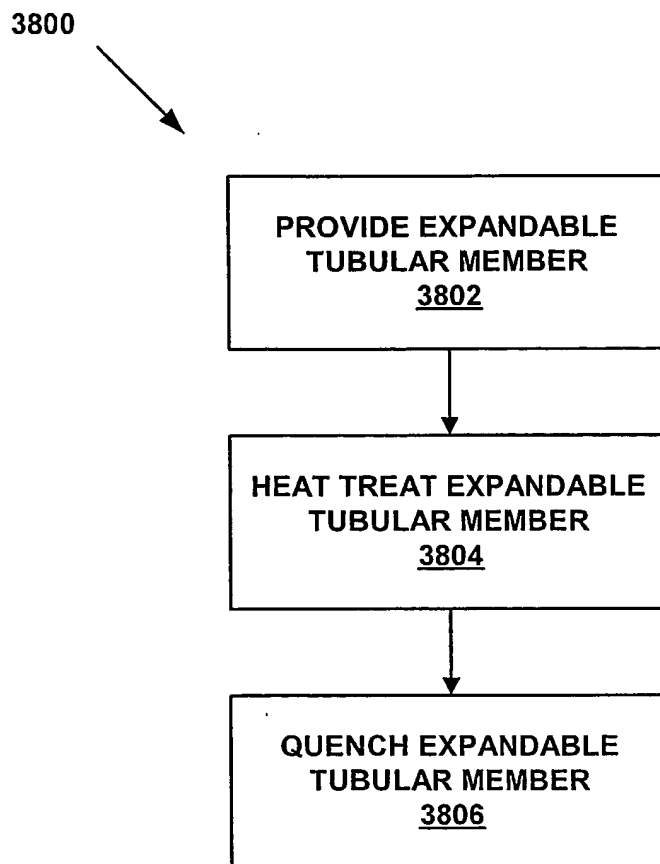 3800
PROVIDE EXPANDABLE
TUBULAR MEMBER
3802
HEAT TREAT EXPANDABLE
TUBULAR MEMBER
3804
QUENCH EXPANDABLE
TUBULAR MEMBER
3806